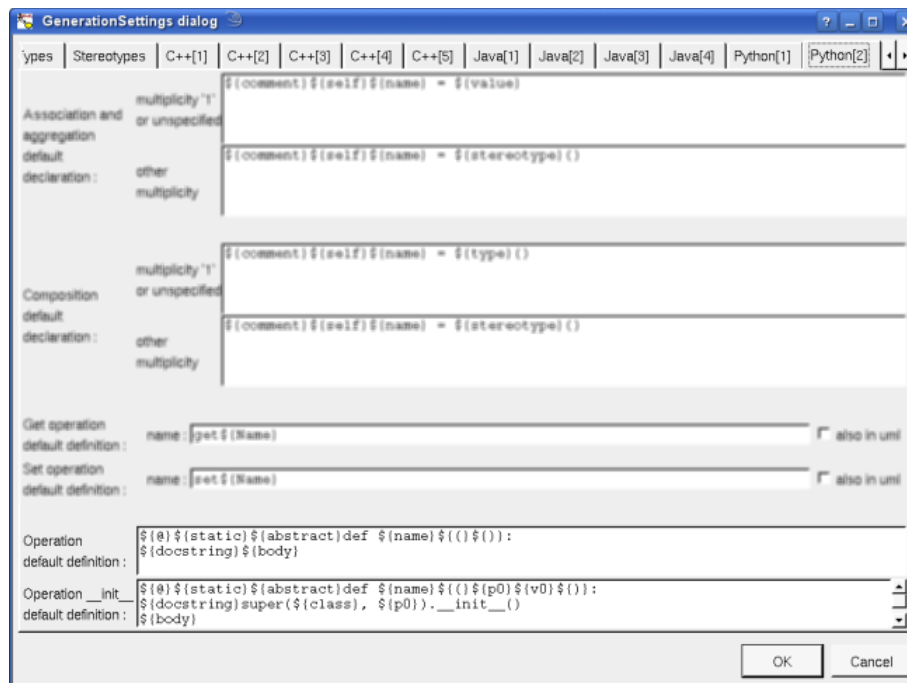 GenerationSettings dialog
ypes Stereotypes C++[1] C++[2] C++[3] C++[4] C++[5] Java[1] Java[2] Java[3] Java[4] Python[1] Python[2]
Association and aggregation default declaration :
multiplicity '1' or unspecified
${comment}${self}${name} = ${value}
other multiplicity
${comment}${self}${name} = ${stereotype}()
Composition default declaration :
multiplicity '1' or unspecified
${comment}${self}${name} = ${type}()
other multiplicity
${comment}${self}${name} = ${stereotype}()
Get operation default definition :
name : get${Name}
also in uml
Set operation default definition :
name : set${Name}
also in uml
Operation default definition :
${@}${static}${abstract}def ${name}${(}${)}:
${docstring}${body}
Operation __init__ default definition :
${@}${static}${abstract}def ${name}${(}${p0}${v0}${)}:
${docstring}super(${class}, ${p0}).__init__()
${body}
OK Cancel